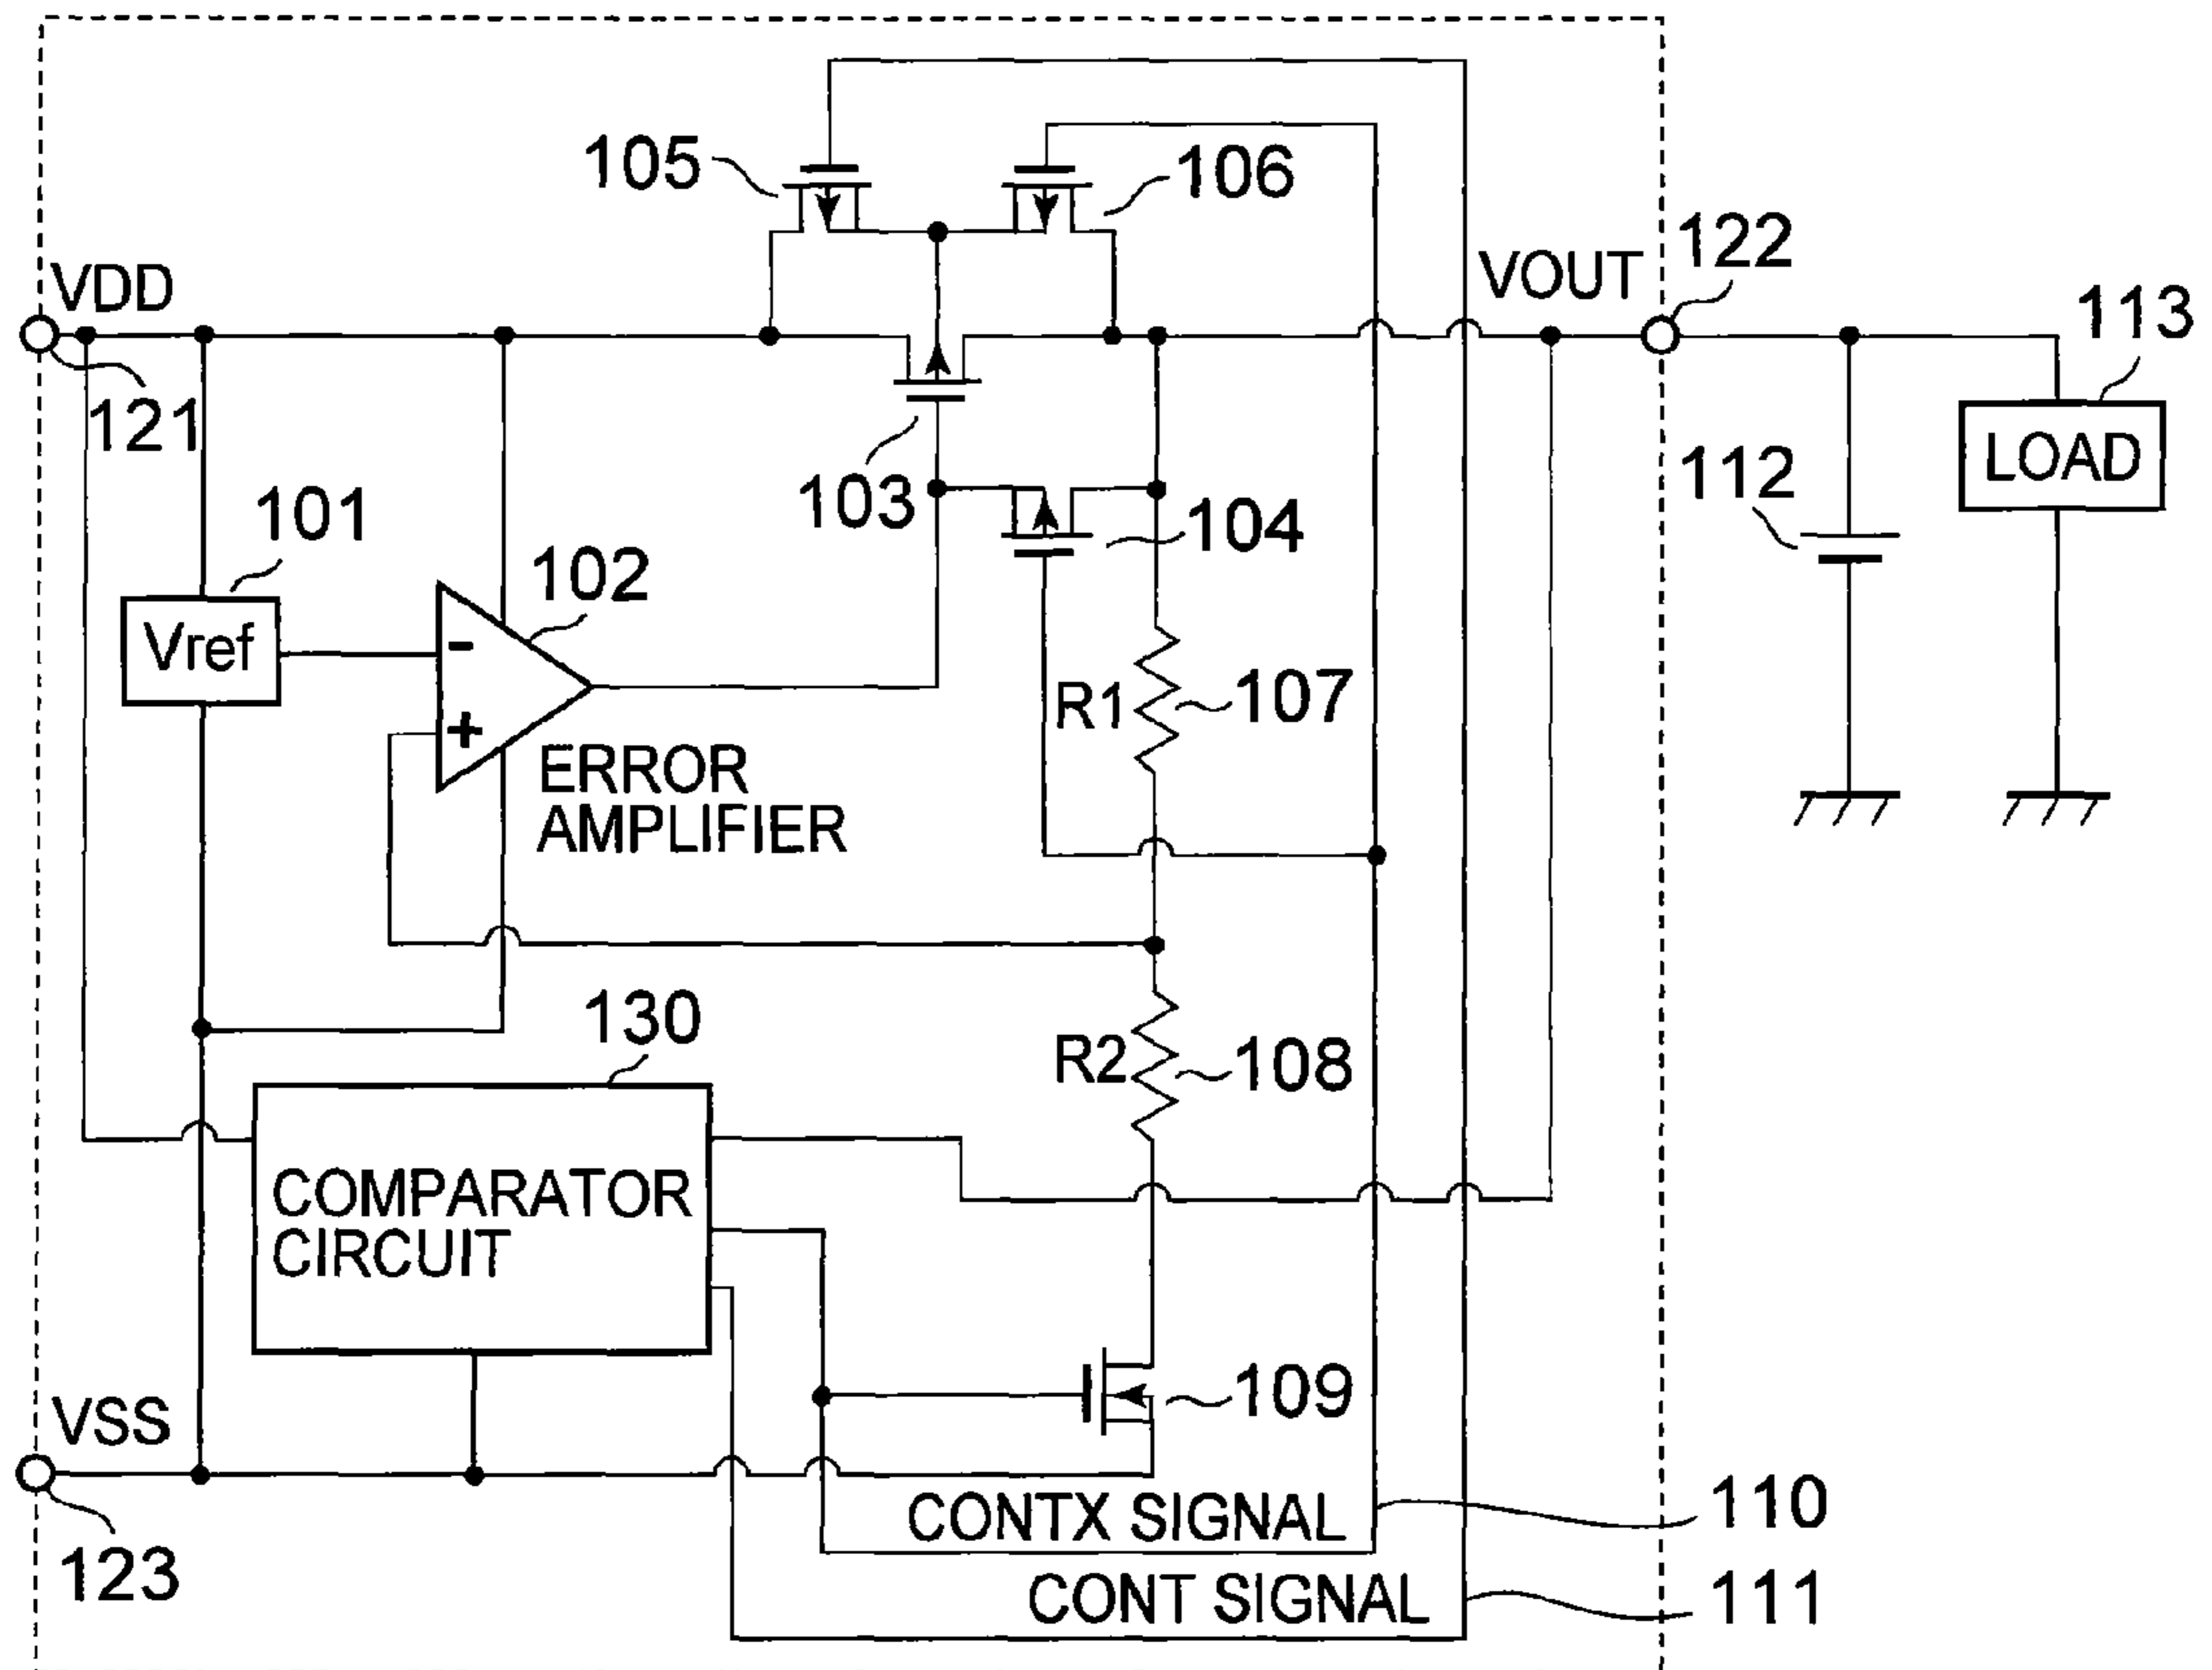 105
106
122
VDD
VOUT
113
121
LOAD
112
103
101
104
102
Vref
-
R1
107
+
ERROR
AMPLIFIER
130
R2
108
COMPARATOR
CIRCUIT
109
VSS
110
CONTX SIGNAL
123
CONT SIGNAL
111